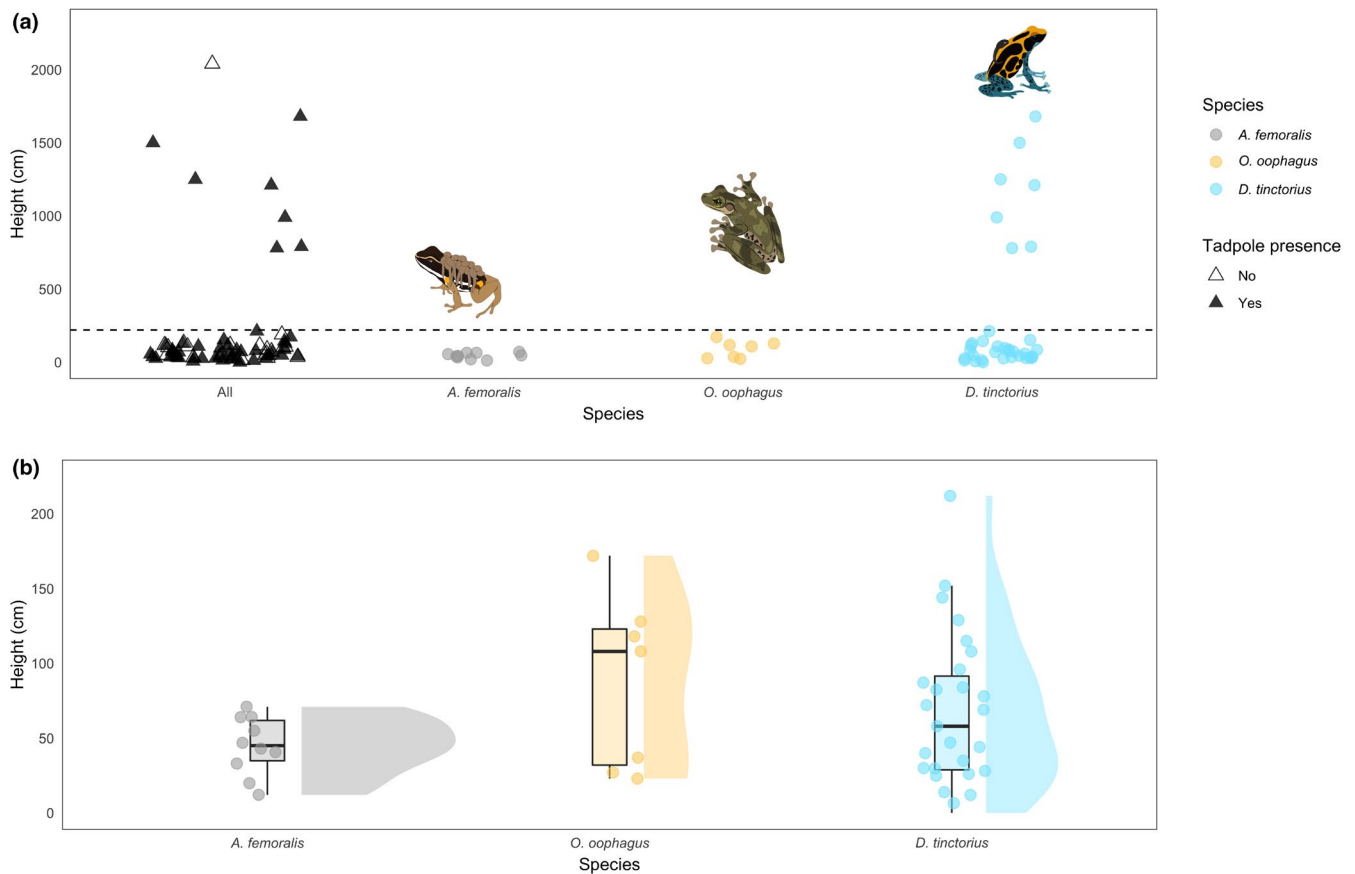 (a)
2000
1500
1000
500
0
Height (cm)
All
A. femoralis
O. oophagus
D. tinctorius
Species
Species
A. femoralis
O. oophagus
D. tinctorius
Tadpole presence
No
Yes
(b)
200
150
100
50
0
Height (cm)
A. femoralis
O. oophagus
D. tinctorius
Species